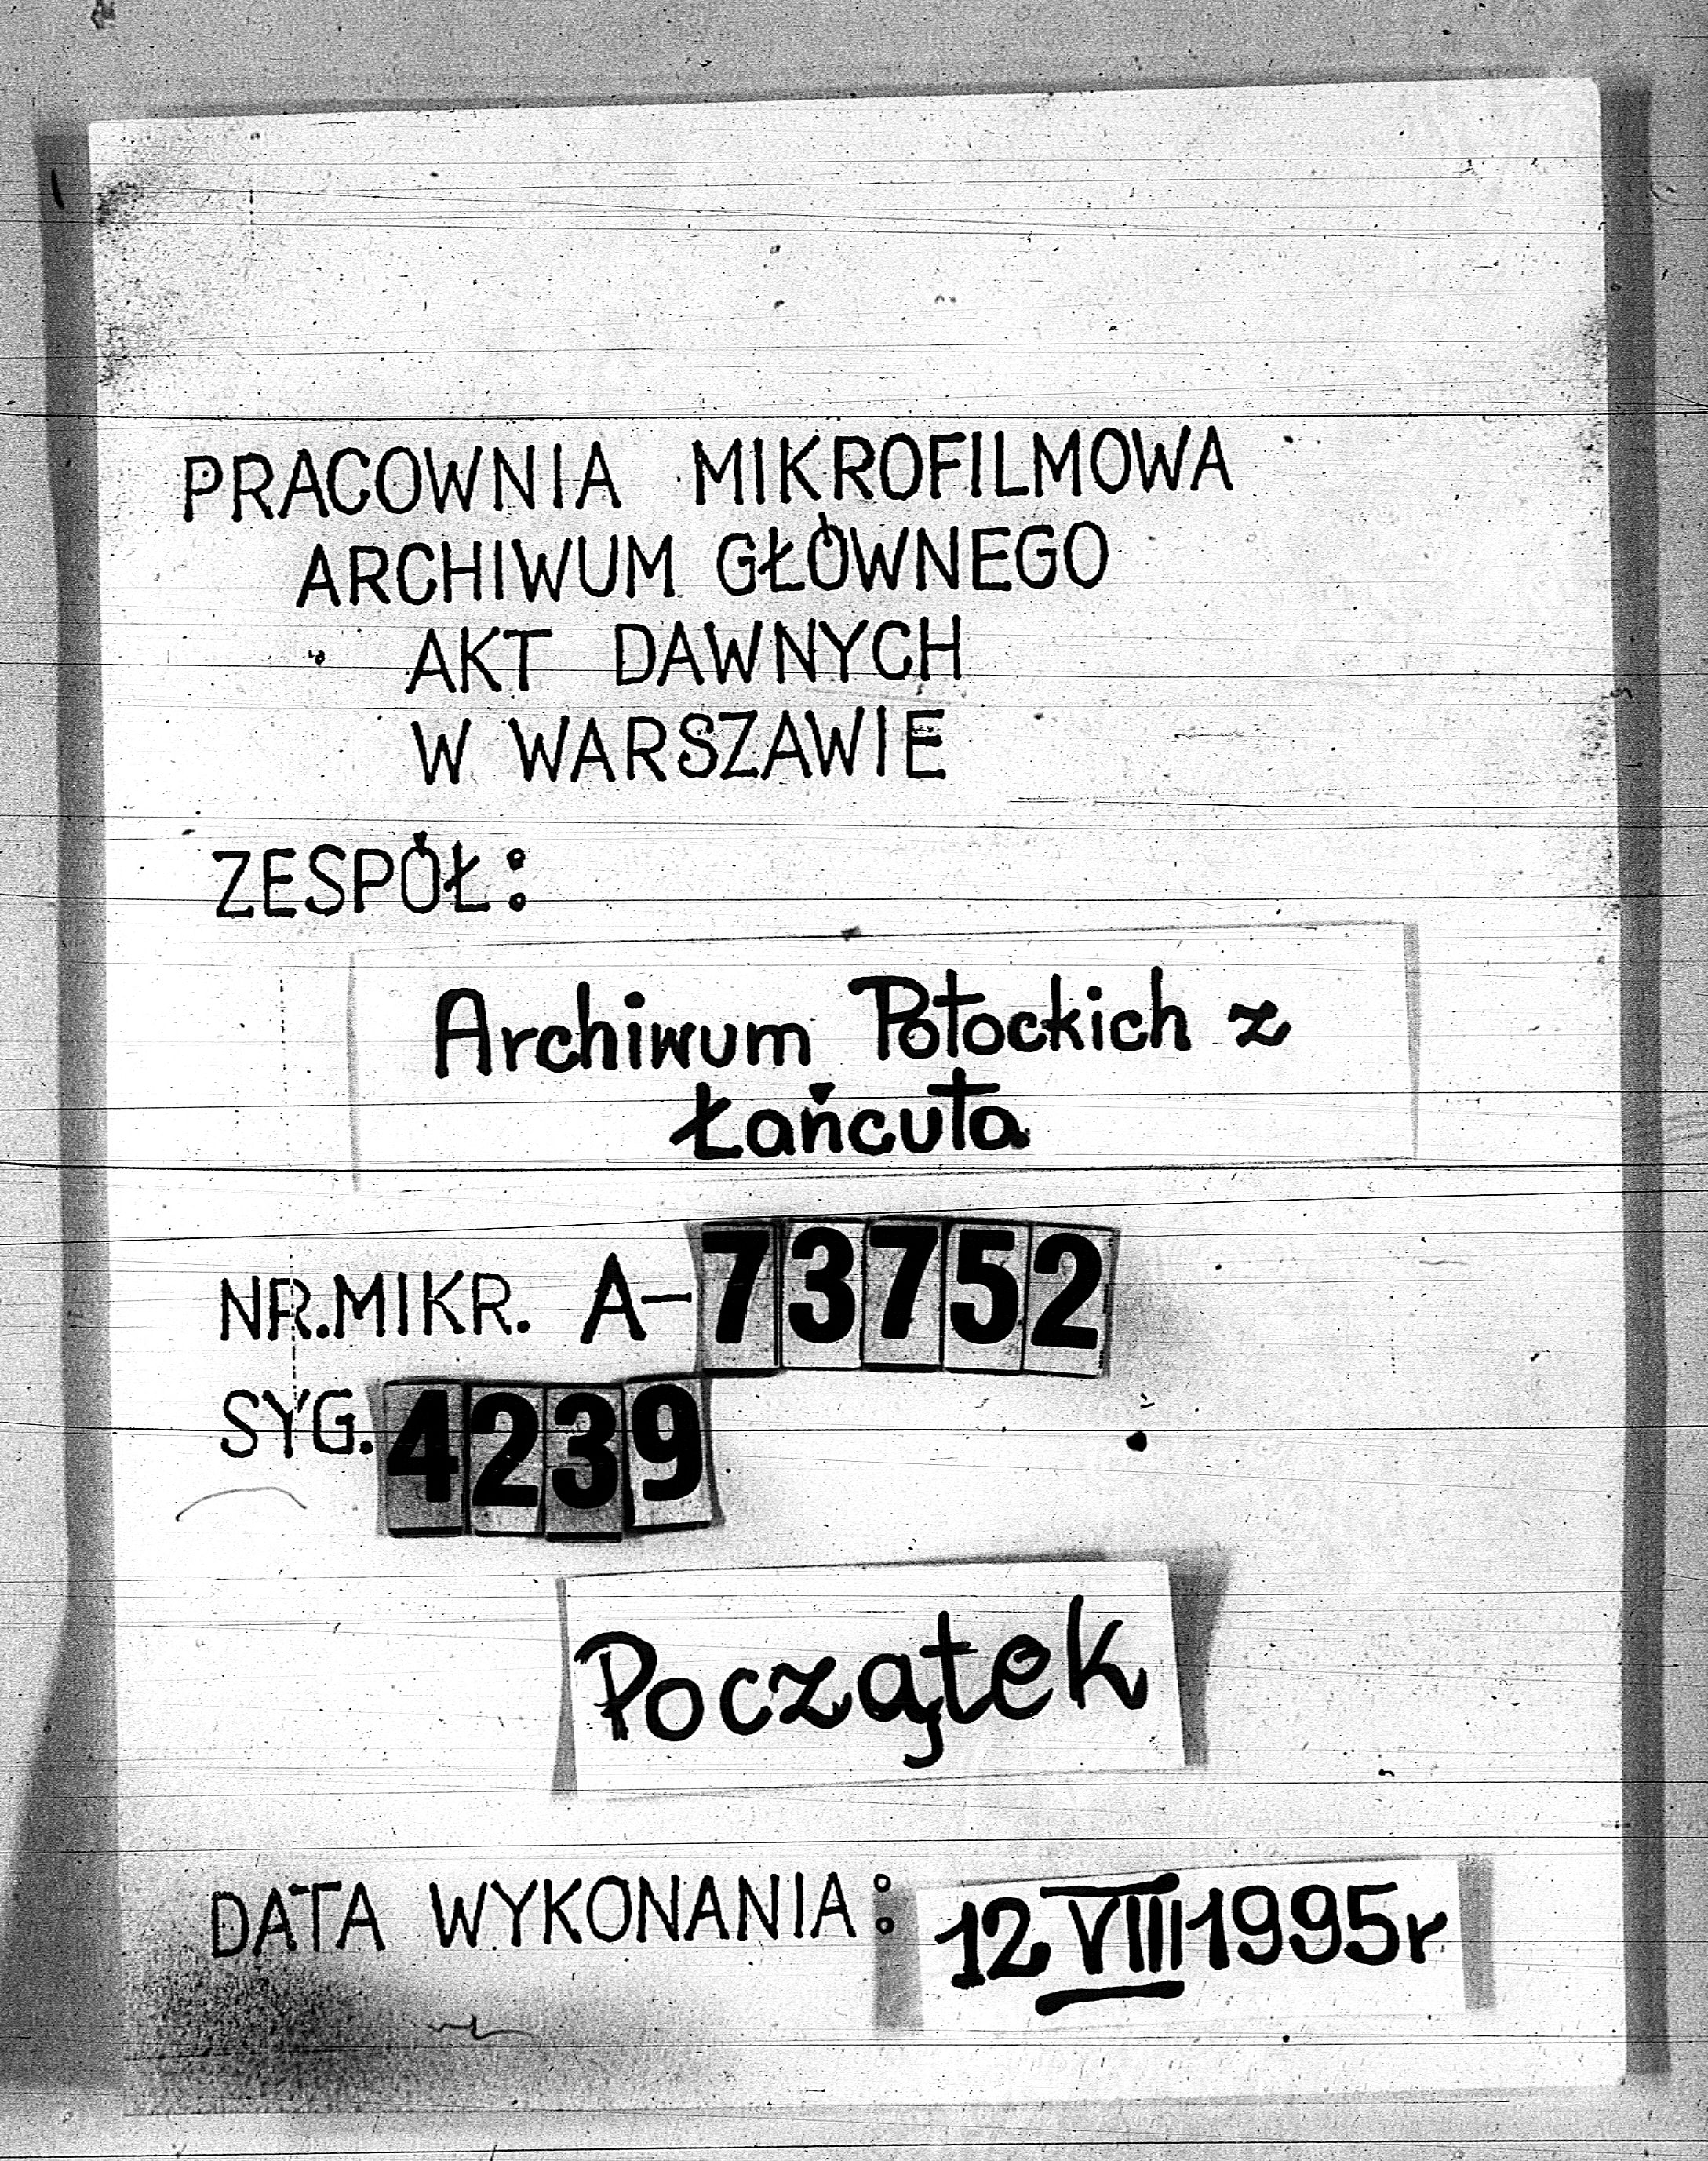 PRACOWNIA MIKROFILMOWA
ARCHIWUM GŁÓWNEGO
AKT DAWNYCH
W WARSZAWIE
ZESPÓŁ:
Archiwum Potockich z
Łańcuta
NR.MIKR. A-73752
SYG. 4239
Początek
DATA WYKONANIA: 12 VIII 1995r